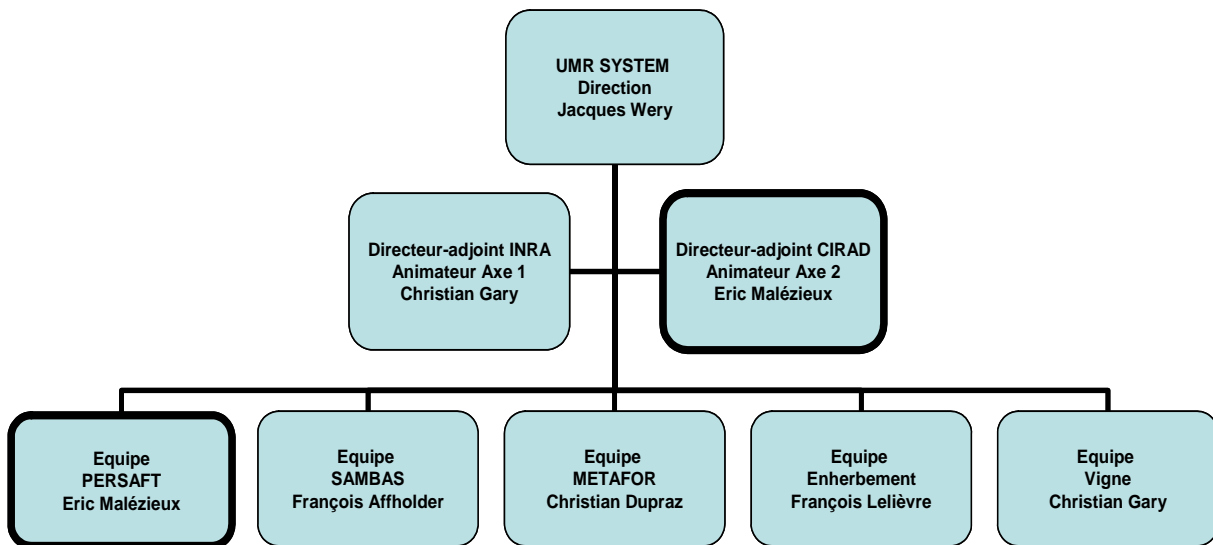 UMR SYSTEM
Direction
Jacques Wery
Directeur-adjoint INRA
Animateur Axe 1
Christian Gary
Directeur-adjoint CIRAD
Animateur Axe 2
Eric Malézieux
Equipe
PERSAFT
Eric Malézieux
Equipe
SAMBAS
François Affholder
Equipe
METAFOR
Christian Dupraz
Equipe
Enherbement
François Lelièvre
Equipe
Vigne
Christian Gary